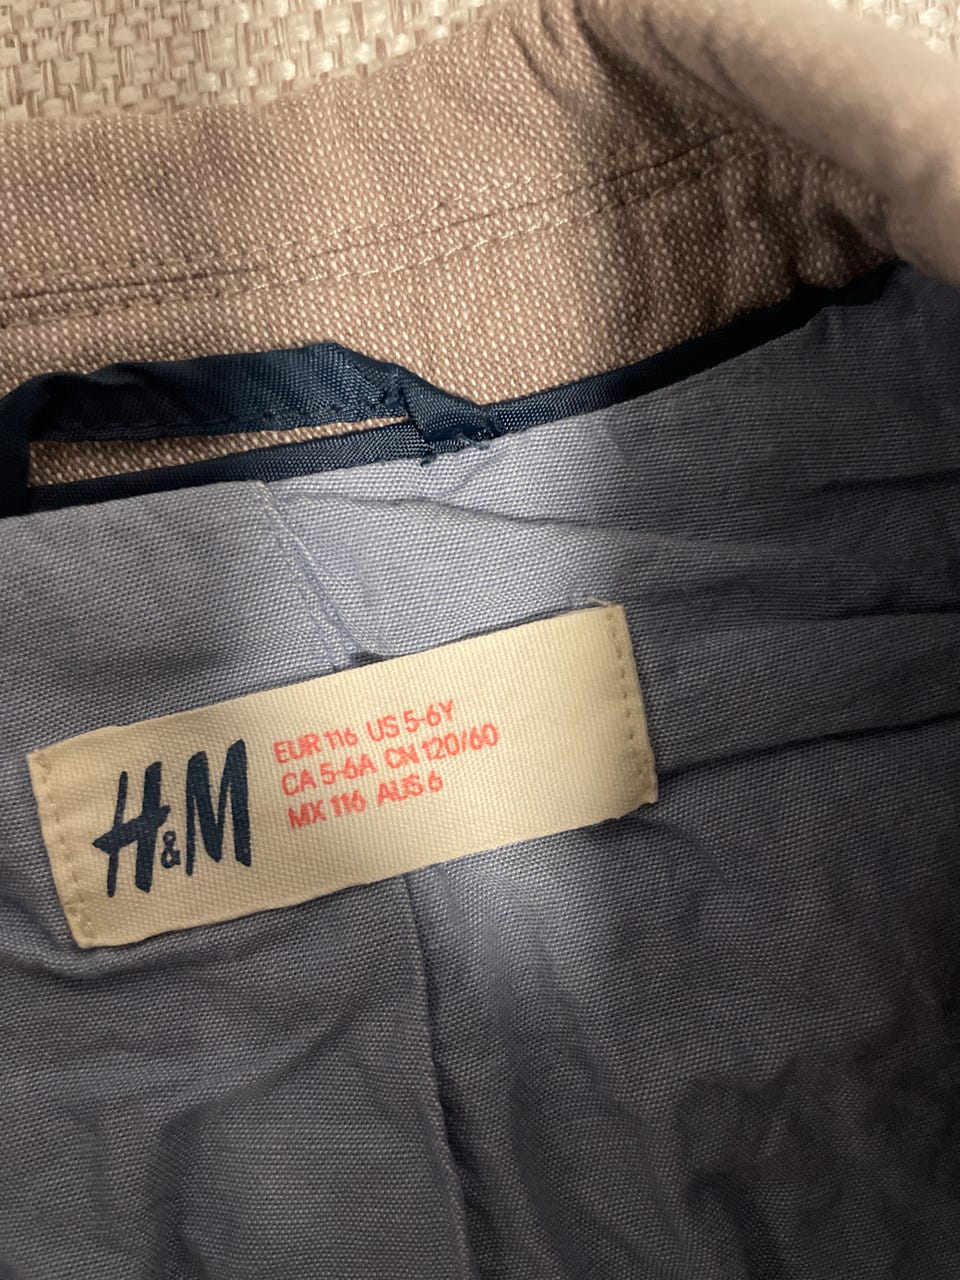 H&M
EUR 116 US 5-6Y
CA 5-6A CN 120/60
MX 116 AUS 6